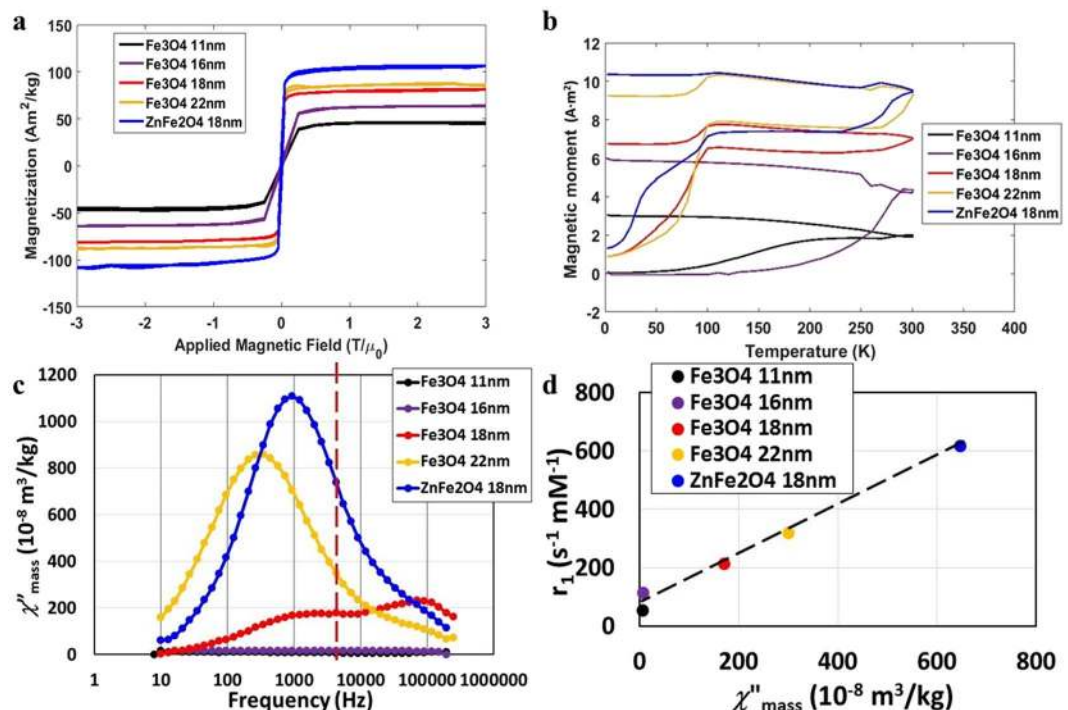 a
150
100
50
0
-50
-100
-150
Magnetization (Am²/kg)
Fe3O4 11nm
Fe3O4 16nm
Fe3O4 18nm
Fe3O4 22nm
ZnFe2O4 18nm
-3 -2 -1 0 1 2 3
Applied Magnetic Field (T/μ₀)
b
12
10
8
6
4
2
0
-2
Magnetic moment (A·m²)
Fe3O4 11nm
Fe3O4 16nm
Fe3O4 18nm
Fe3O4 22nm
ZnFe2O4 18nm
0 50 100 150 200 250 300 350 400
Temperature (K)
c
1200
1000
800
600
400
200
0
χ″mass (10⁻⁸ m³/kg)
Fe3O4 11nm
Fe3O4 16nm
Fe3O4 18nm
Fe3O4 22nm
ZnFe2O4 18nm
1 10 100 1000 10000 100000 1000000
Frequency (Hz)
d
800
600
400
200
0
r₁ (s⁻¹ mM⁻¹)
Fe3O4 11nm
Fe3O4 16nm
Fe3O4 18nm
Fe3O4 22nm
ZnFe2O4 18nm
0 200 400 600 800
χ"mass (10⁻⁸ m³/kg)